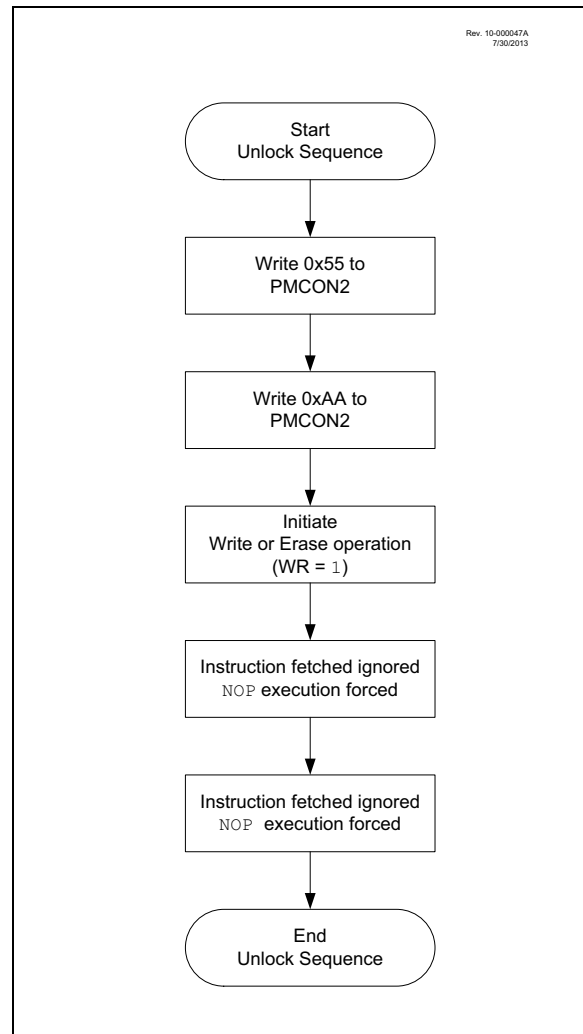 Rev. 10-000047A
7/30/2013
Start
Unlock Sequence
Write 0x55 to
PMCON2
Write 0xAA to
PMCON2
Initiate
Write or Erase operation
(WR = 1)
Instruction fetched ignored
NOP execution forced
Instruction fetched ignored
NOP execution forced
End
Unlock Sequence